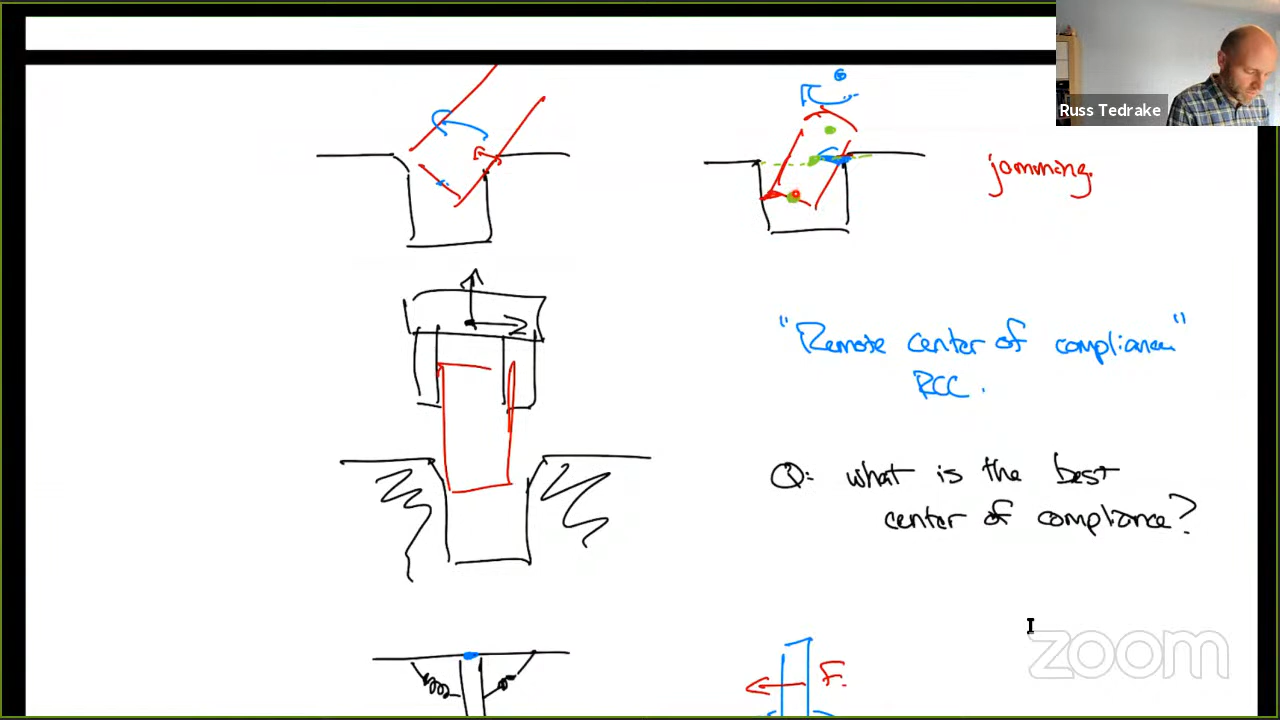 Russ Tedrake
jamming.
"Remote center of compliance"
RCC.
Q: what is the best
center of compliance?
F.
zoom